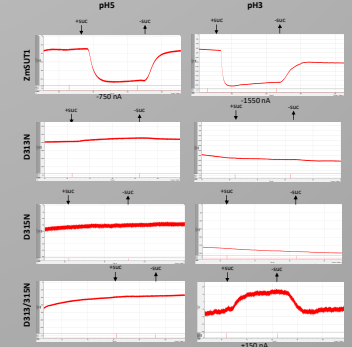 pH5 pH3
+suc -suc +suc -suc
ZmSUT1
-750 nA -1550 nA
+suc -suc +suc -suc
D313N
+suc -suc +suc -suc
D315N
+suc -suc +suc -suc
D313/315N
+150 nA